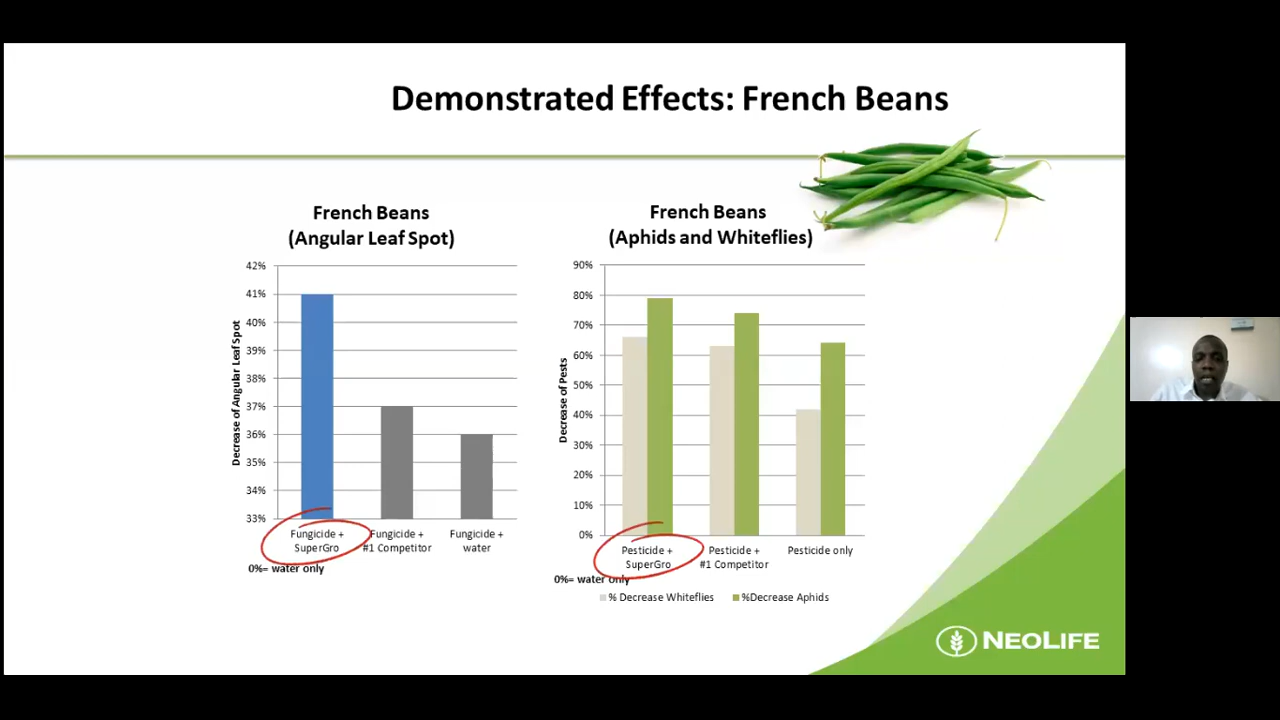 Demonstrated Effects: French Beans
French Beans
(Angular Leaf Spot)
42%
41%
40%
39%
38%
37%
36%
35%
34%
33%
Decrease of Angular Leaf Spot
Fungicide +
SuperGro
Fungicide +
#1 Competitor
Fungicide +
water
0%= water only
French Beans
(Aphids and Whiteflies)
90%
80%
70%
60%
50%
40%
30%
20%
10%
0%
Decrease of Pests
Pesticide +
SuperGro
Pesticide +
#1 Competitor
Pesticide only
0%= water only
% Decrease Whiteflies
%Decrease Aphids
NEOLIFE